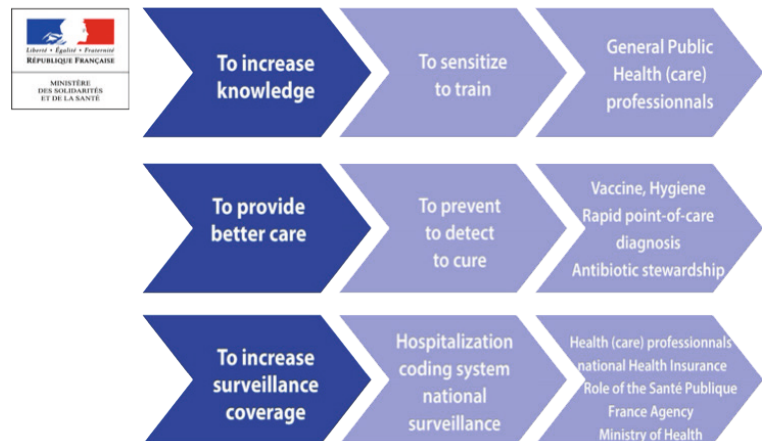 Liberté • Égalité • Fraternité
RÉPUBLIQUE FRANÇAISE
MINISTÈRE
DES SOLIDARITÉS
ET DE LA SANTÉ
To increase
knowledge
To sensitize
to train
General Public
Health (care)
professionnals
To provide
better care
To prevent
to detect
to cure
Vaccine, Hygiene
Rapid point-of-care
diagnosis
Antibiotic stewardship
To increase
surveillance
coverage
Hospitalization
coding system
national
surveillance
Health (care) professionnals
national Health Insurance
Role of the Santé Publique
France Agency
Ministry of Health